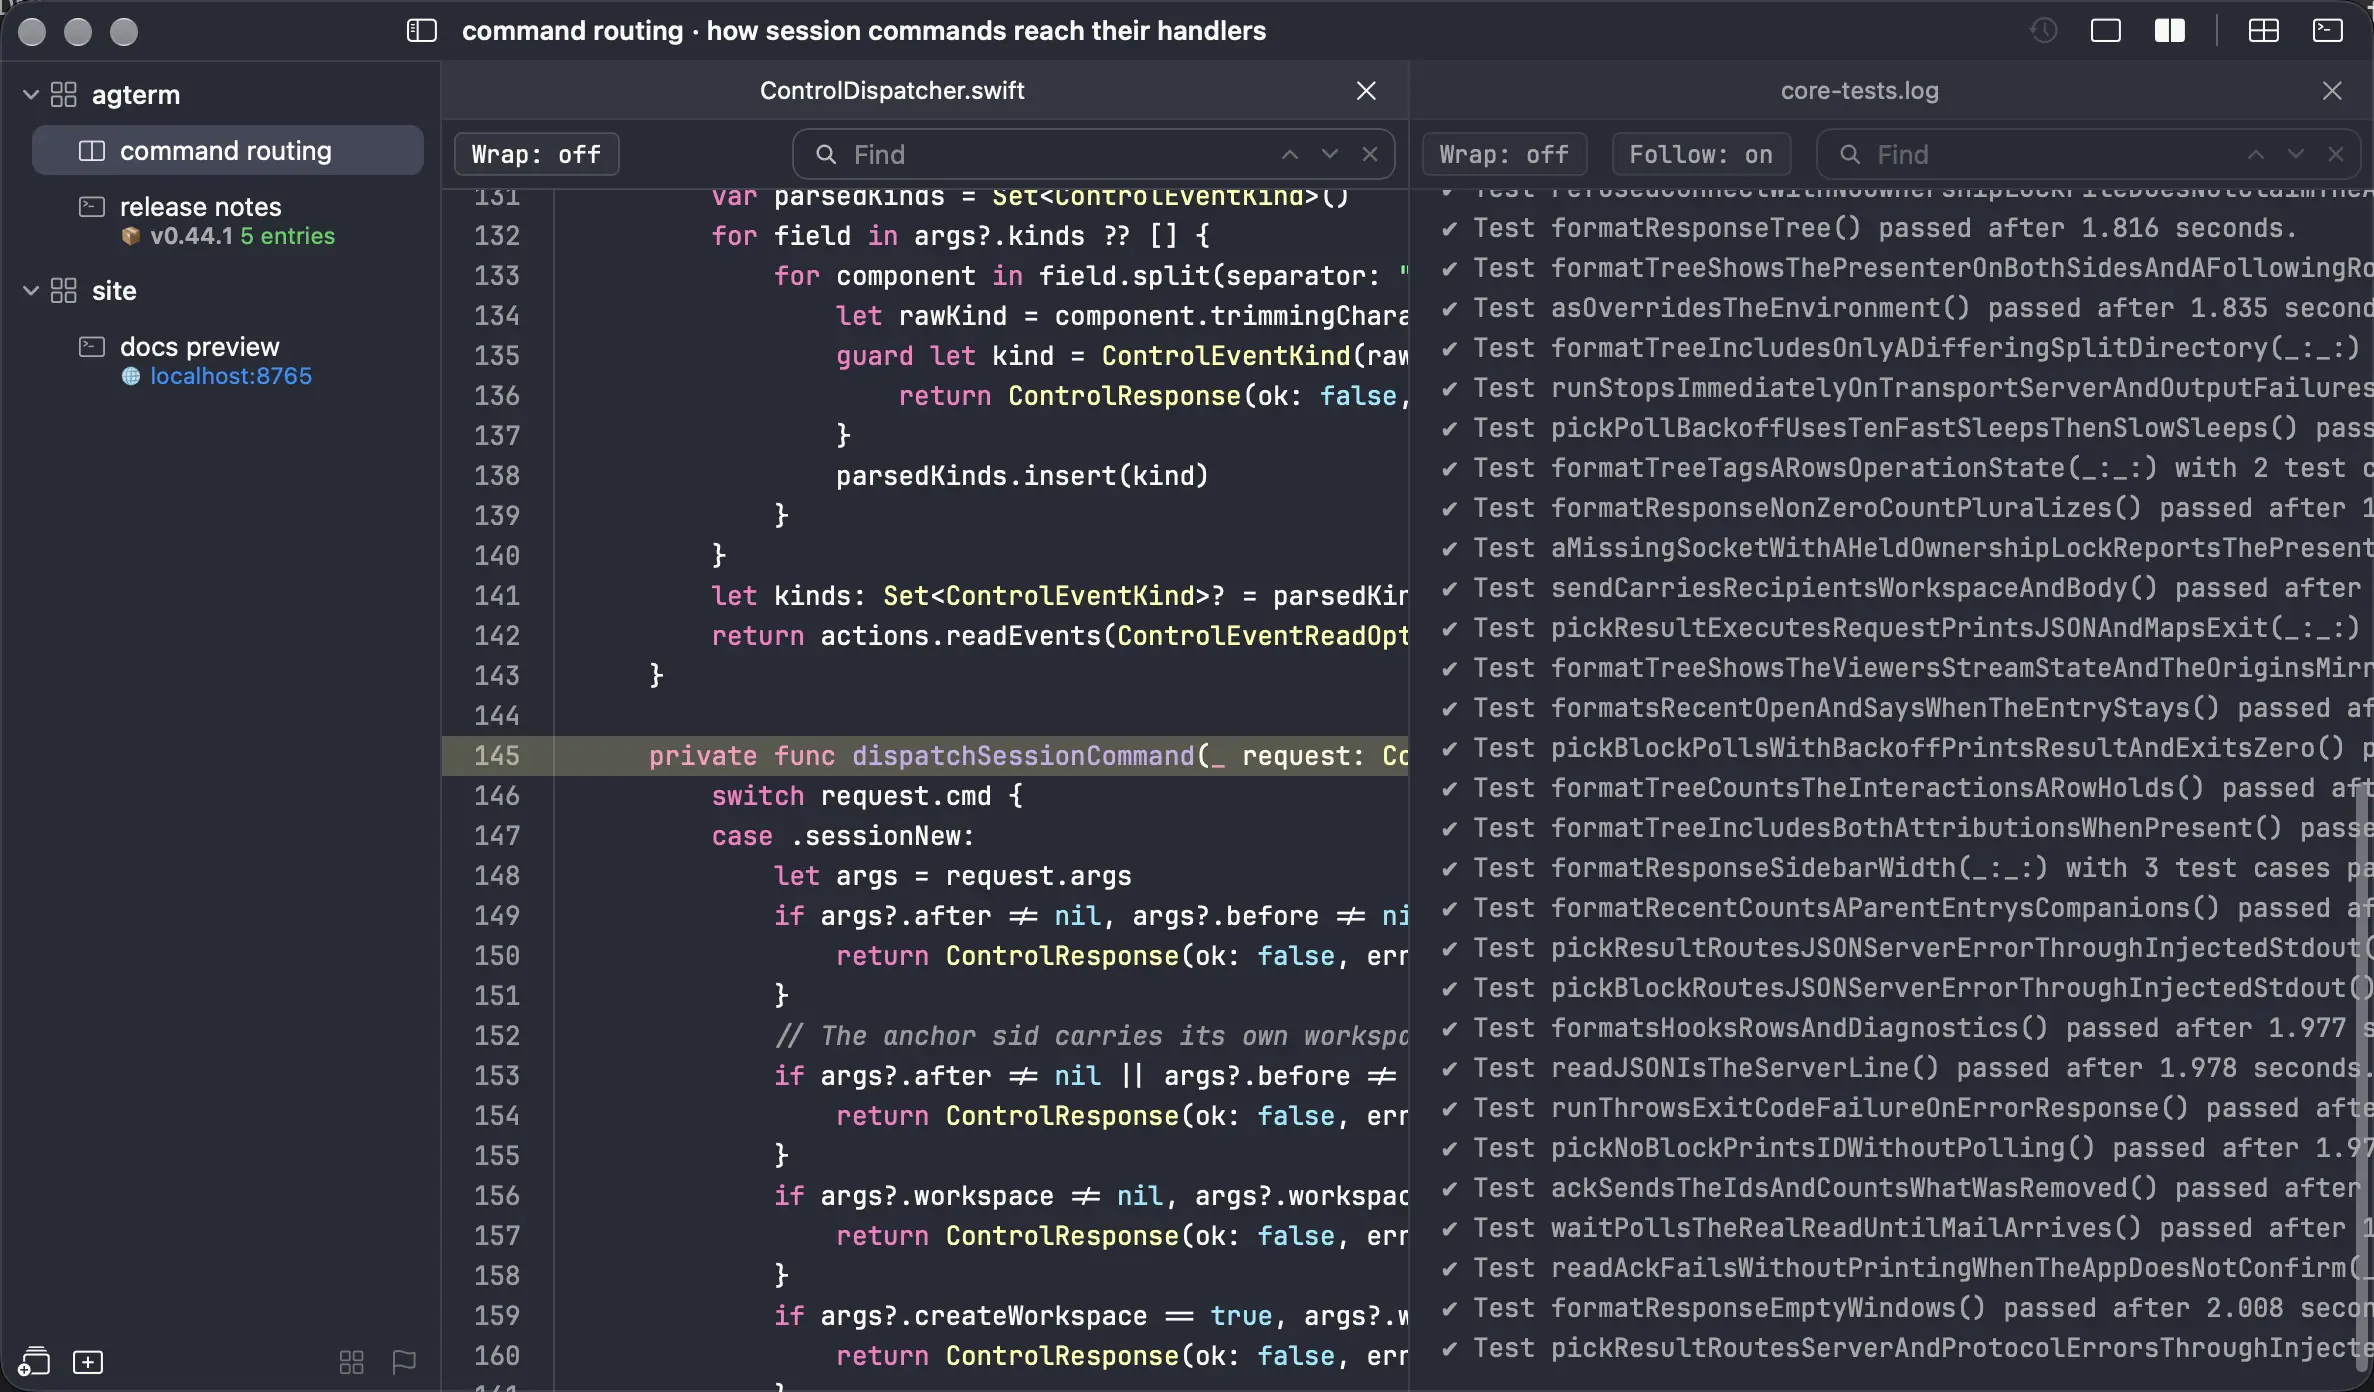 command routing · how session commands reach their handlers
agterm
command routing
release notes
v0.44.1 5 entries
site
docs preview
localhost:8765
ControlDispatcher.swift
Wrap: off
Find
131 var parsedKinds = Set<ControlEventKind>()
132 for field in args?.kinds ?? [] {
133 for component in field.split(separator: "
134 let rawKind = component.trimmingChara
135 guard let kind = ControlEventKind(raw
136 return ControlResponse(ok: false,
137 }
138 parsedKinds.insert(kind)
139 }
140 }
141 let kinds: Set<ControlEventKind>? = parsedKin
142 return actions.readEvents(ControlEventReadOpt
143 }
144
145 private func dispatchSessionCommand(_ request: Co
146 switch request.cmd {
147 case .sessionNew:
148 let args = request.args
149 if args?.after != nil, args?.before != ni
150 return ControlResponse(ok: false, err
151 }
152 // The anchor sid carries its own workspa
153 if args?.after != nil || args?.before !=
154 return ControlResponse(ok: false, err
155 }
156 if args?.workspace != nil, args?.workspac
157 return ControlResponse(ok: false, err
158 }
159 if args?.createWorkspace == true, args?.w
160 return ControlResponse(ok: false, err
core-tests.log
Wrap: off
Follow: on
Find
✔ Test formatResponseTree() passed after 1.816 seconds.
✔ Test formatTreeShowsThePresenterOnBothSidesAndAFollowingRo
✔ Test asOverridesTheEnvironment() passed after 1.835 second
✔ Test formatTreeIncludesOnlyADifferingSplitDirectory(_:_:)
✔ Test runStopsImmediatelyOnTransportServerAndOutputFailures
✔ Test pickPollBackoffUsesTenFastSleepsThenSlowSleeps() pass
✔ Test formatTreeTagsARowsOperationState(_:_:) with 2 test c
✔ Test formatResponseNonZeroCountPluralizes() passed after 1
✔ Test aMissingSocketWithAHeldOwnershipLockReportsThePresent
✔ Test sendCarriesRecipientsWorkspaceAndBody() passed after
✔ Test pickResultExecutesRequestPrintsJSONAndMapsExit(_:_:)
✔ Test formatTreeShowsTheViewersStreamStateAndTheOriginsMirr
✔ Test formatsRecentOpenAndSaysWhenTheEntryStays() passed af
✔ Test pickBlockPollsWithBackoffPrintsResultAndExitsZero() p
✔ Test formatTreeCountsTheInteractionsARowHolds() passed aft
✔ Test formatTreeIncludesBothAttributionsWhenPresent() passe
✔ Test formatResponseSidebarWidth(_:_:) with 3 test cases pa
✔ Test formatRecentCountsAParentEntrysCompanions() passed af
✔ Test pickResultRoutesJSONServerErrorThroughInjectedStdout(
✔ Test pickBlockRoutesJSONServerErrorThroughInjectedStdout()
✔ Test formatsHooksRowsAndDiagnostics() passed after 1.977 s
✔ Test readJSONIsTheServerLine() passed after 1.978 seconds.
✔ Test runThrowsExitCodeFailureOnErrorResponse() passed afte
✔ Test pickNoBlockPrintsIDWithoutPolling() passed after 1.97
✔ Test ackSendsTheIdsAndCountsWhatWasRemoved() passed after
✔ Test waitPollsTheRealReadUntilMailArrives() passed after 1
✔ Test readAckFailsWithoutPrintingWhenTheAppDoesNotConfirm(_
✔ Test formatResponseEmptyWindows() passed after 2.008 secon
✔ Test pickResultRoutesServerAndProtocolErrorsThroughInjecte